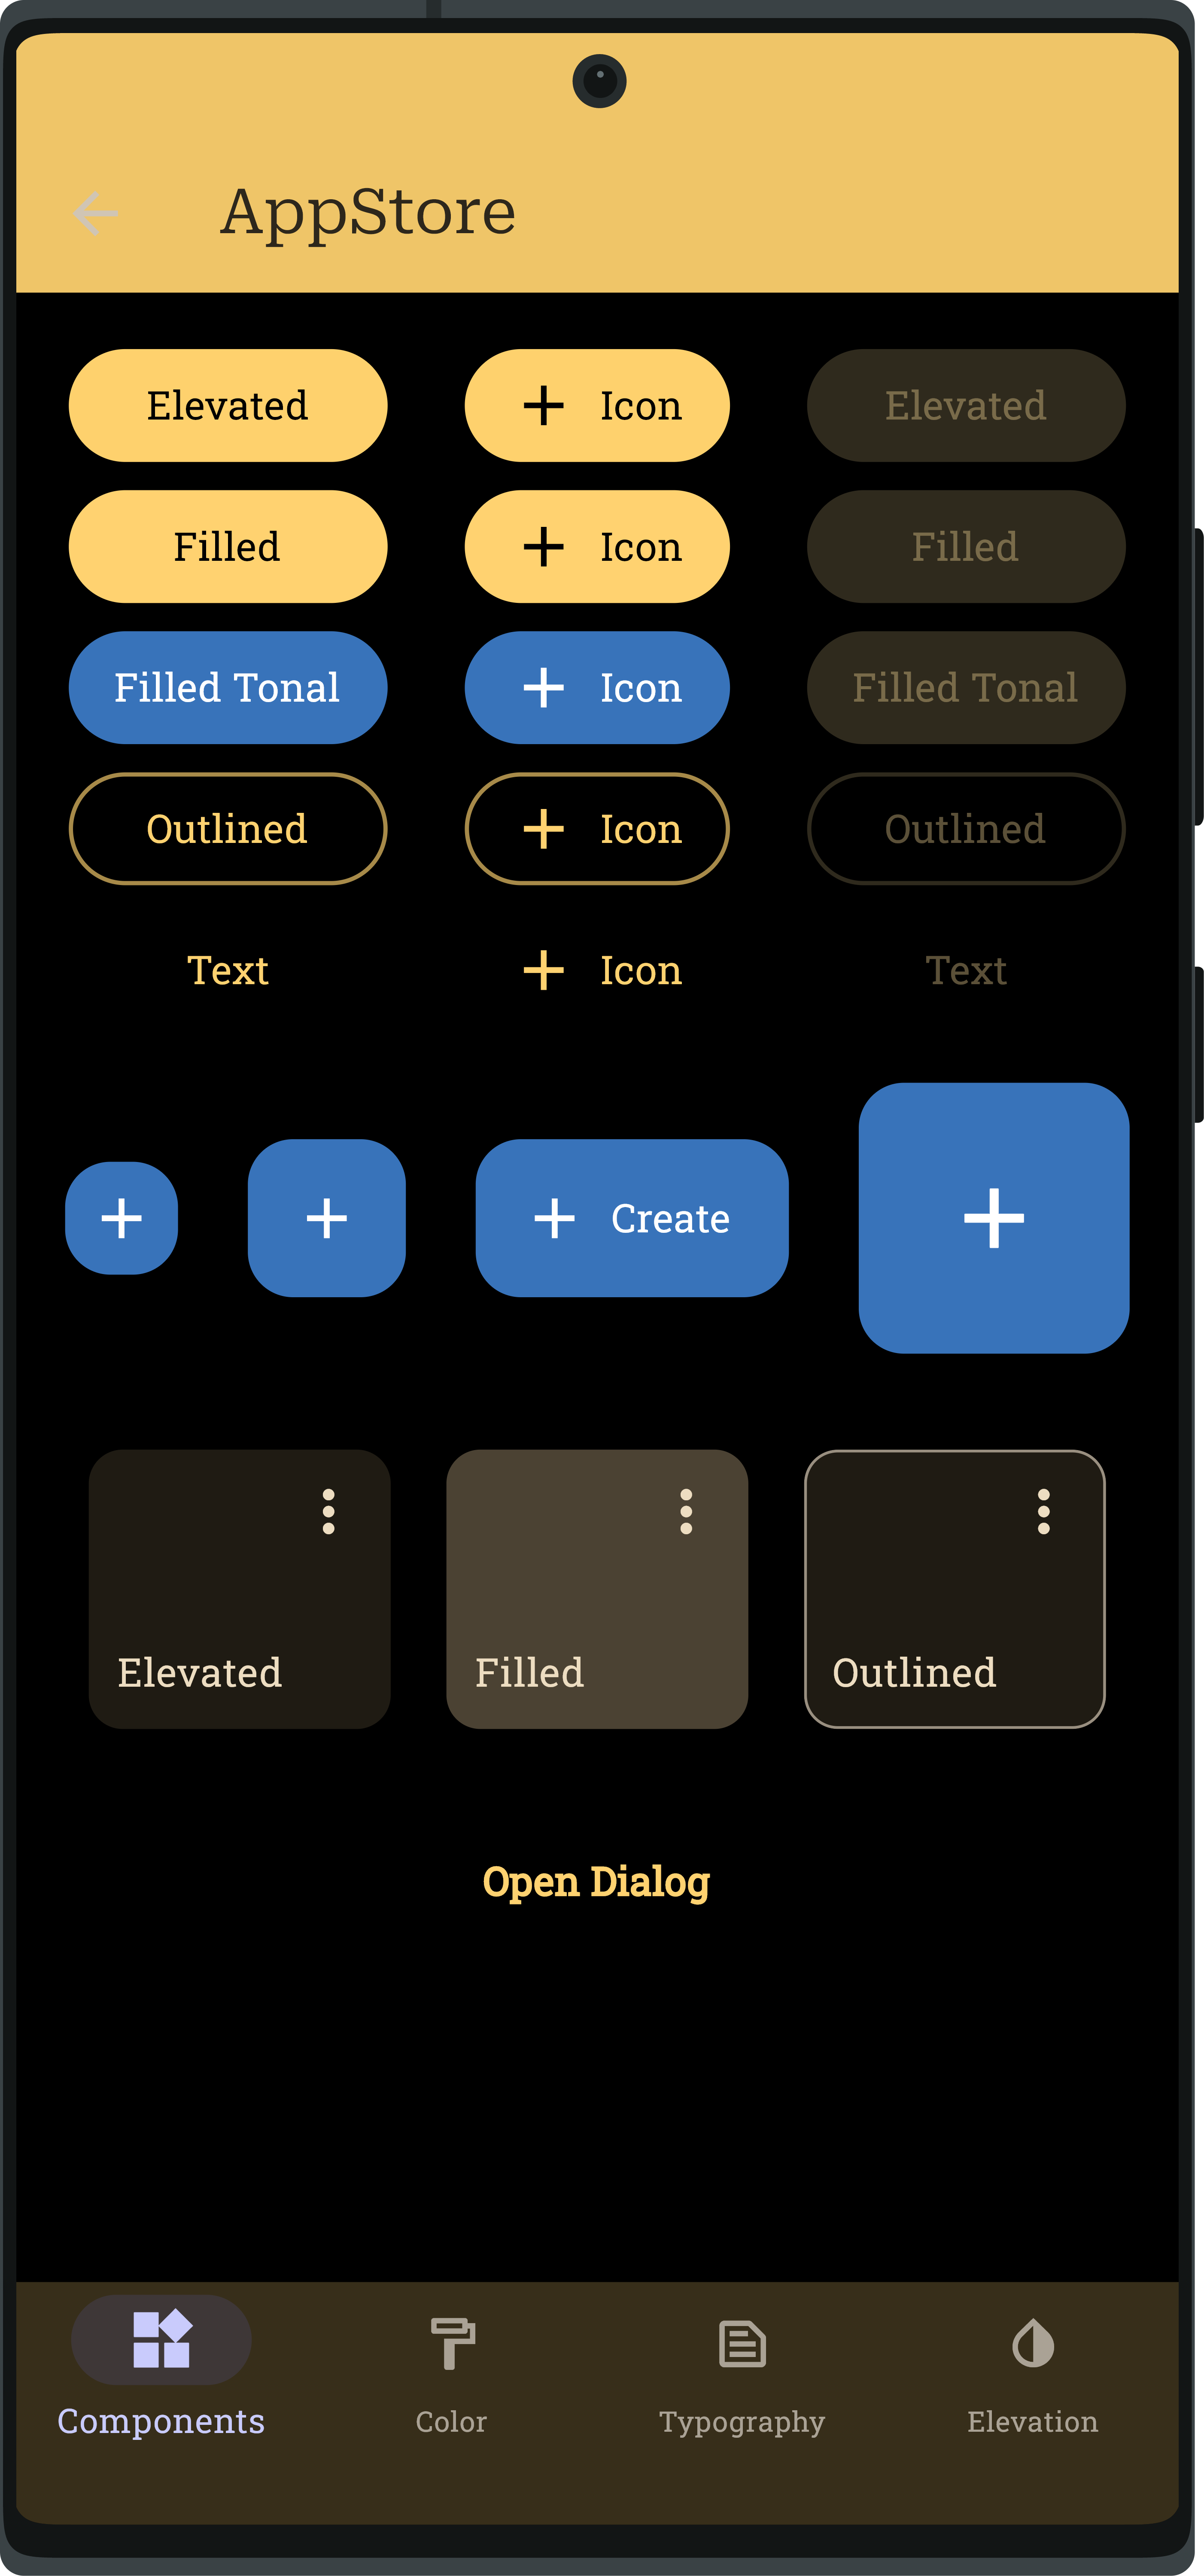 AppStore
Elevated Icon Elevated
Filled Icon Filled
Filled Tonal Icon Filled Tonal
Outlined Icon Outlined
Text Icon Text
Create
Elevated Filled Outlined
Open Dialog
Components Color Typography Elevation